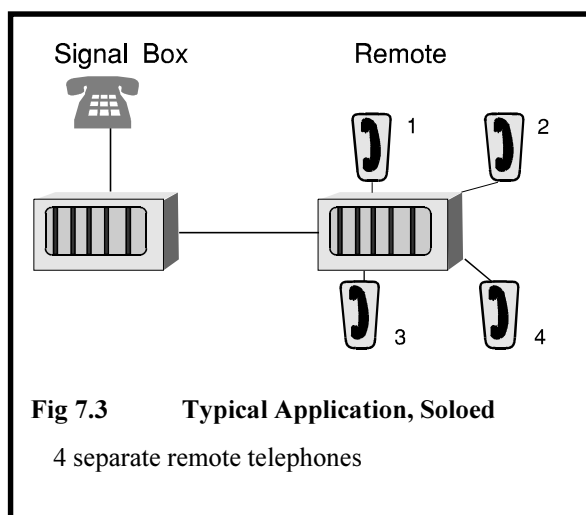 Signal Box
Remote
1
2
3
4
Fig 7.3 Typical Application, Soloed
4 separate remote telephones